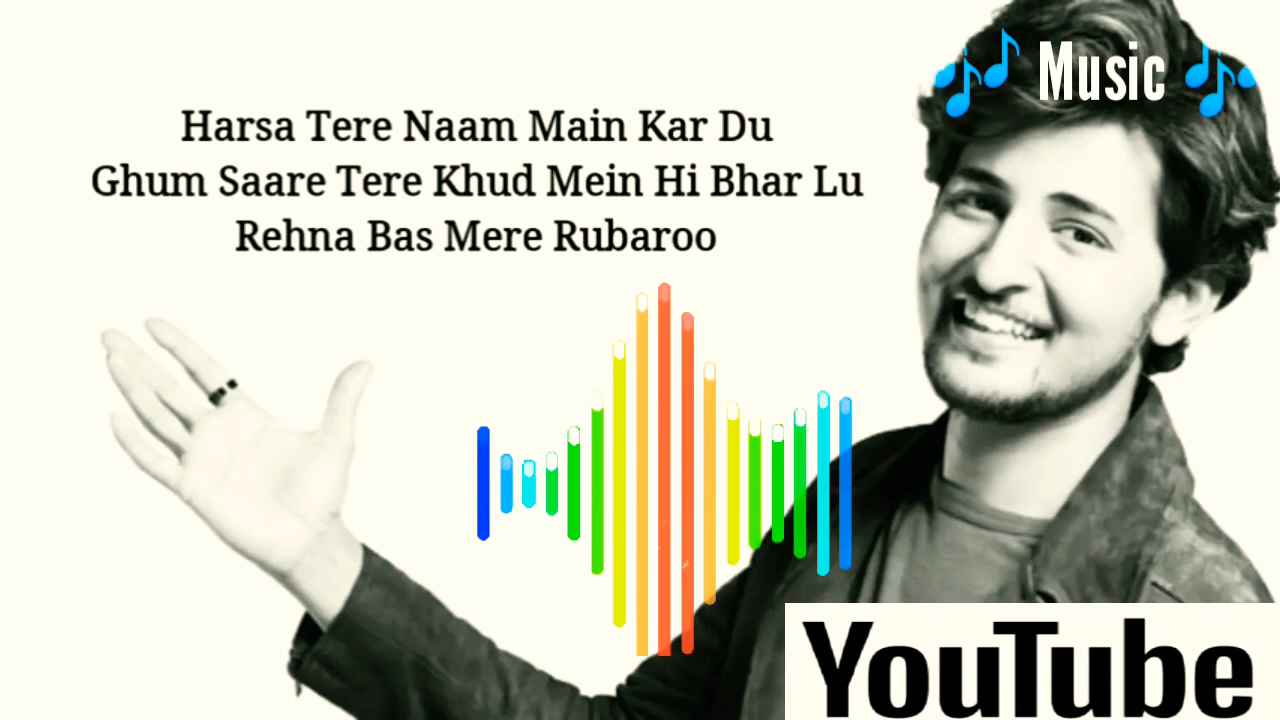 🎶 Music 🎶
Harsa Tere Naam Main Kar Du
Ghum Saare Tere Khud Mein Hi Bhar Lu
Rehna Bas Mere Rubaroo
YouTube